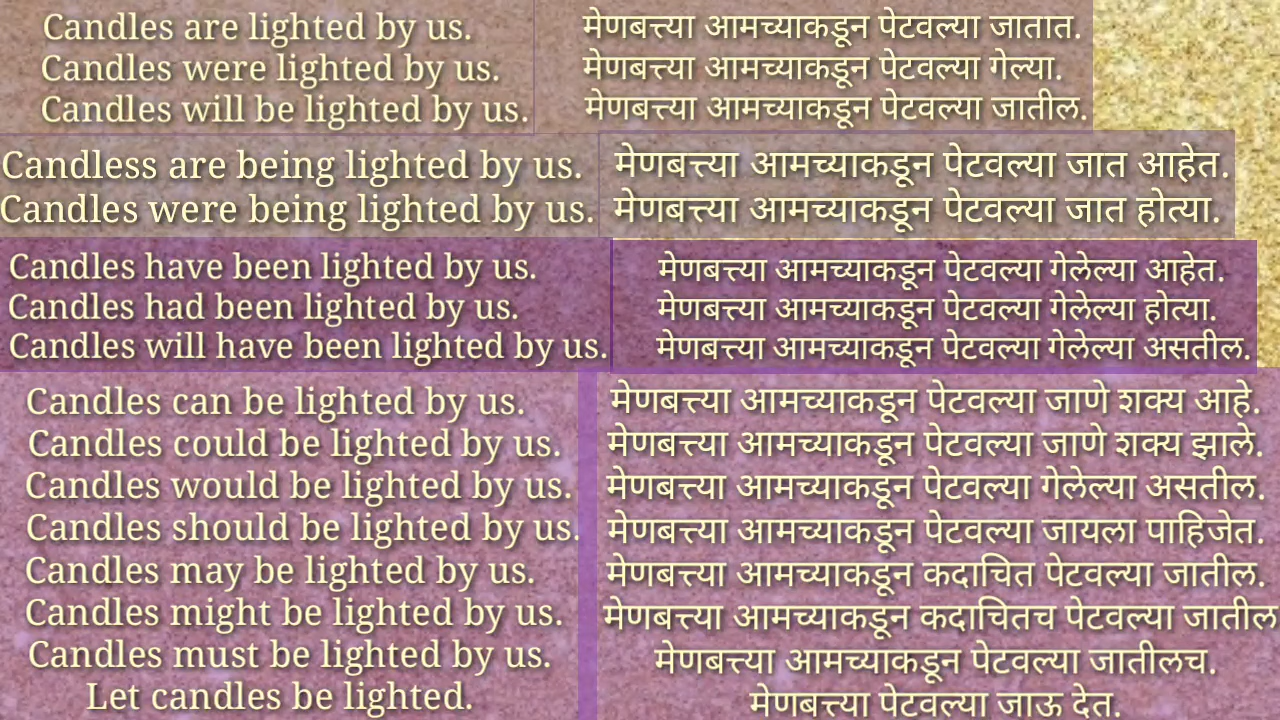 Candles are lighted by us. मेणबत्त्या आमच्याकडून पेटवल्या जातात.
Candles were lighted by us. मेणबत्त्या आमच्याकडून पेटवल्या गेल्या.
Candles will be lighted by us. मेणबत्त्या आमच्याकडून पेटवल्या जातील.
Candless are being lighted by us. मेणबत्त्या आमच्याकडून पेटवल्या जात आहेत.
Candles were being lighted by us. मेणबत्त्या आमच्याकडून पेटवल्या जात होत्या.
Candles have been lighted by us. मेणबत्त्या आमच्याकडून पेटवल्या गेलेल्या आहेत.
Candles had been lighted by us. मेणबत्त्या आमच्याकडून पेटवल्या गेलेल्या होत्या.
Candles will have been lighted by us. मेणबत्त्या आमच्याकडून पेटवल्या गेलेल्या असतील.
Candles can be lighted by us. मेणबत्त्या आमच्याकडून पेटवल्या जाणे शक्य आहे.
Candles could be lighted by us. मेणबत्त्या आमच्याकडून पेटवल्या जाणे शक्य झाले.
Candles would be lighted by us. मेणबत्त्या आमच्याकडून पेटवल्या गेलेल्या असतील.
Candles should be lighted by us. मेणबत्त्या आमच्याकडून पेटवल्या जायला पाहिजेत.
Candles may be lighted by us. मेणबत्त्या आमच्याकडून कदाचित पेटवल्या जातील.
Candles might be lighted by us. मेणबत्त्या आमच्याकडून कदाचितच पेटवल्या जातील
Candles must be lighted by us. मेणबत्त्या आमच्याकडून पेटवल्या जातीलच.
Let candles be lighted. मेणबत्त्या पेटवल्या जाऊ देत.